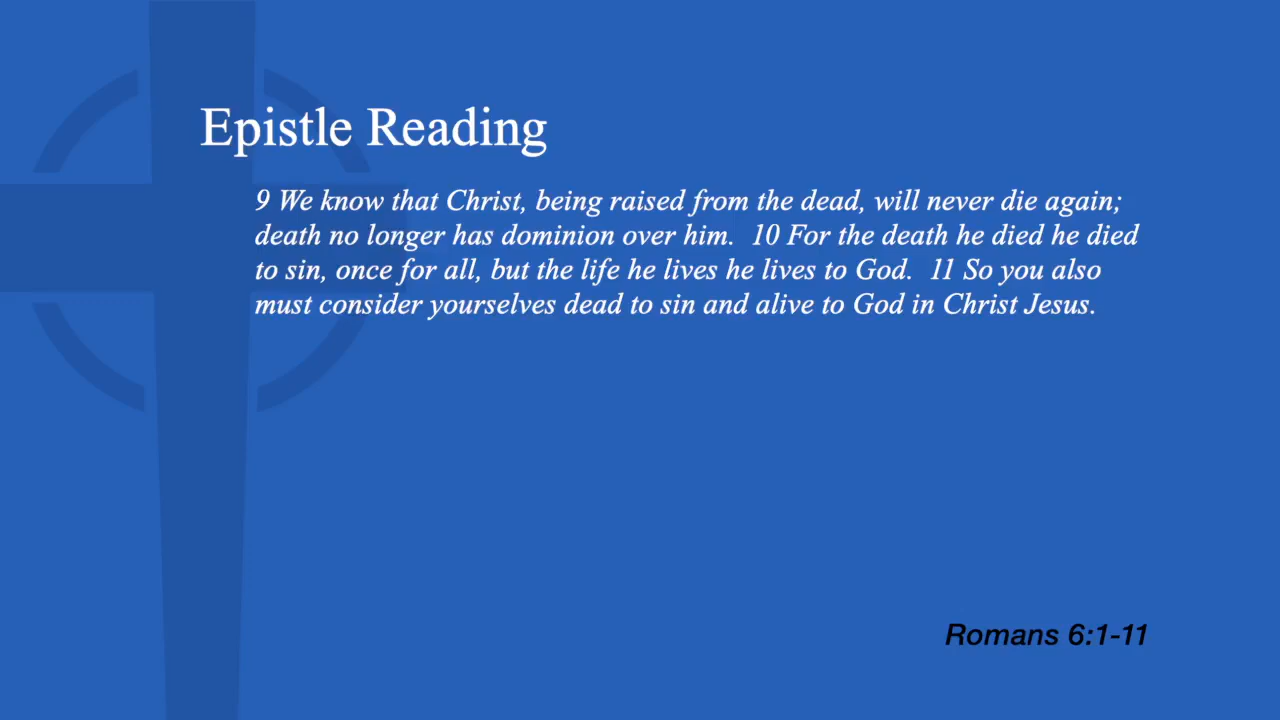 Epistle Reading
9 We know that Christ, being raised from the dead, will never die again;
death no longer has dominion over him.  10 For the death he died he died
to sin, once for all, but the life he lives he lives to God.  11 So you also
must consider yourselves dead to sin and alive to God in Christ Jesus.
Romans 6:1-11